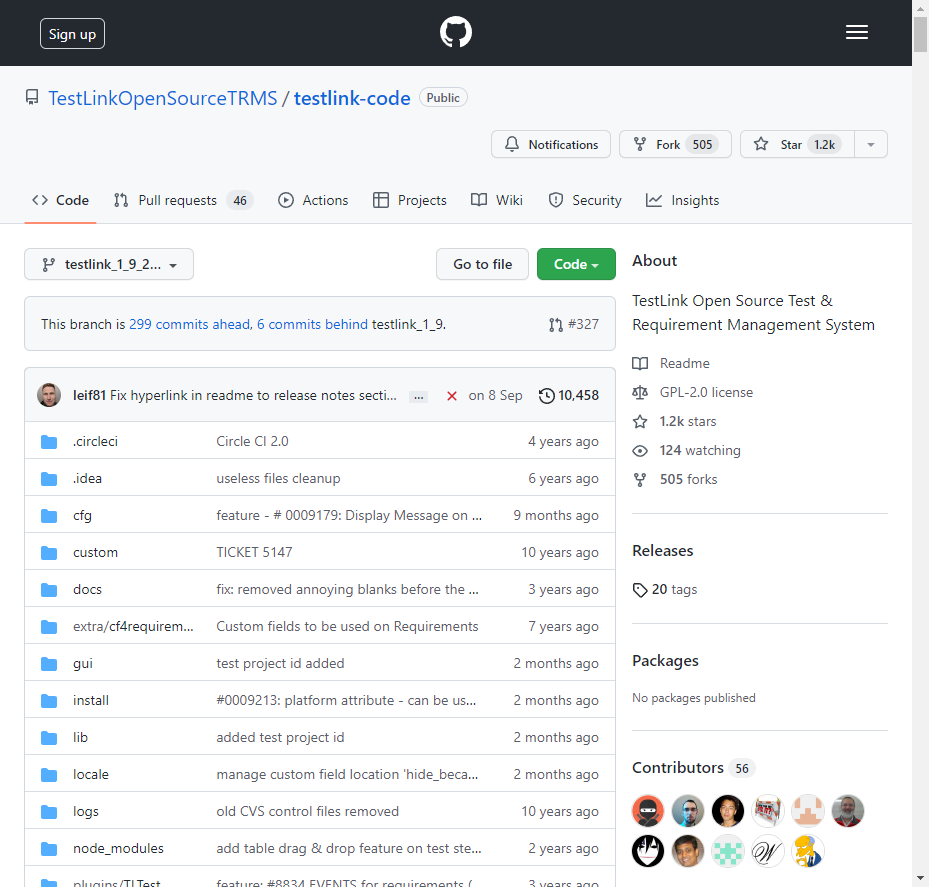 Sign up
TestLinkOpenSourceTRMS / testlink-code Public
Notifications Fork 505 Star 1.2k
Code Pull requests 46 Actions Projects Wiki Security Insights
testlink_1_9_2... Go to file Code
This branch is 299 commits ahead, 6 commits behind testlink_1_9. #327
leif81 Fix hyperlink in readme to release notes secti... ... on 8 Sep 10,458
.circleci Circle CI 2.0 4 years ago
.idea useless files cleanup 6 years ago
cfg feature - # 0009179: Display Message on ... 9 months ago
custom TICKET 5147 10 years ago
docs fix: removed annoying blanks before the ... 3 years ago
extra/cf4requirem... Custom fields to be used on Requirements 7 years ago
gui test project id added 2 months ago
install #0009213: platform attribute - can be us... 2 months ago
lib added test project id 2 months ago
locale manage custom field location 'hide_beca... 2 months ago
logs old CVS control files removed 10 years ago
node_modules add table drag & drop feature on test ste... 2 years ago
plugins/TLTest... feature: #8834 EVENTS for requirements (... 3 years ago
About
TestLink Open Source Test &
Requirement Management System
Readme
GPL-2.0 license
1.2k stars
124 watching
505 forks
Releases
20 tags
Packages
No packages published
Contributors 56